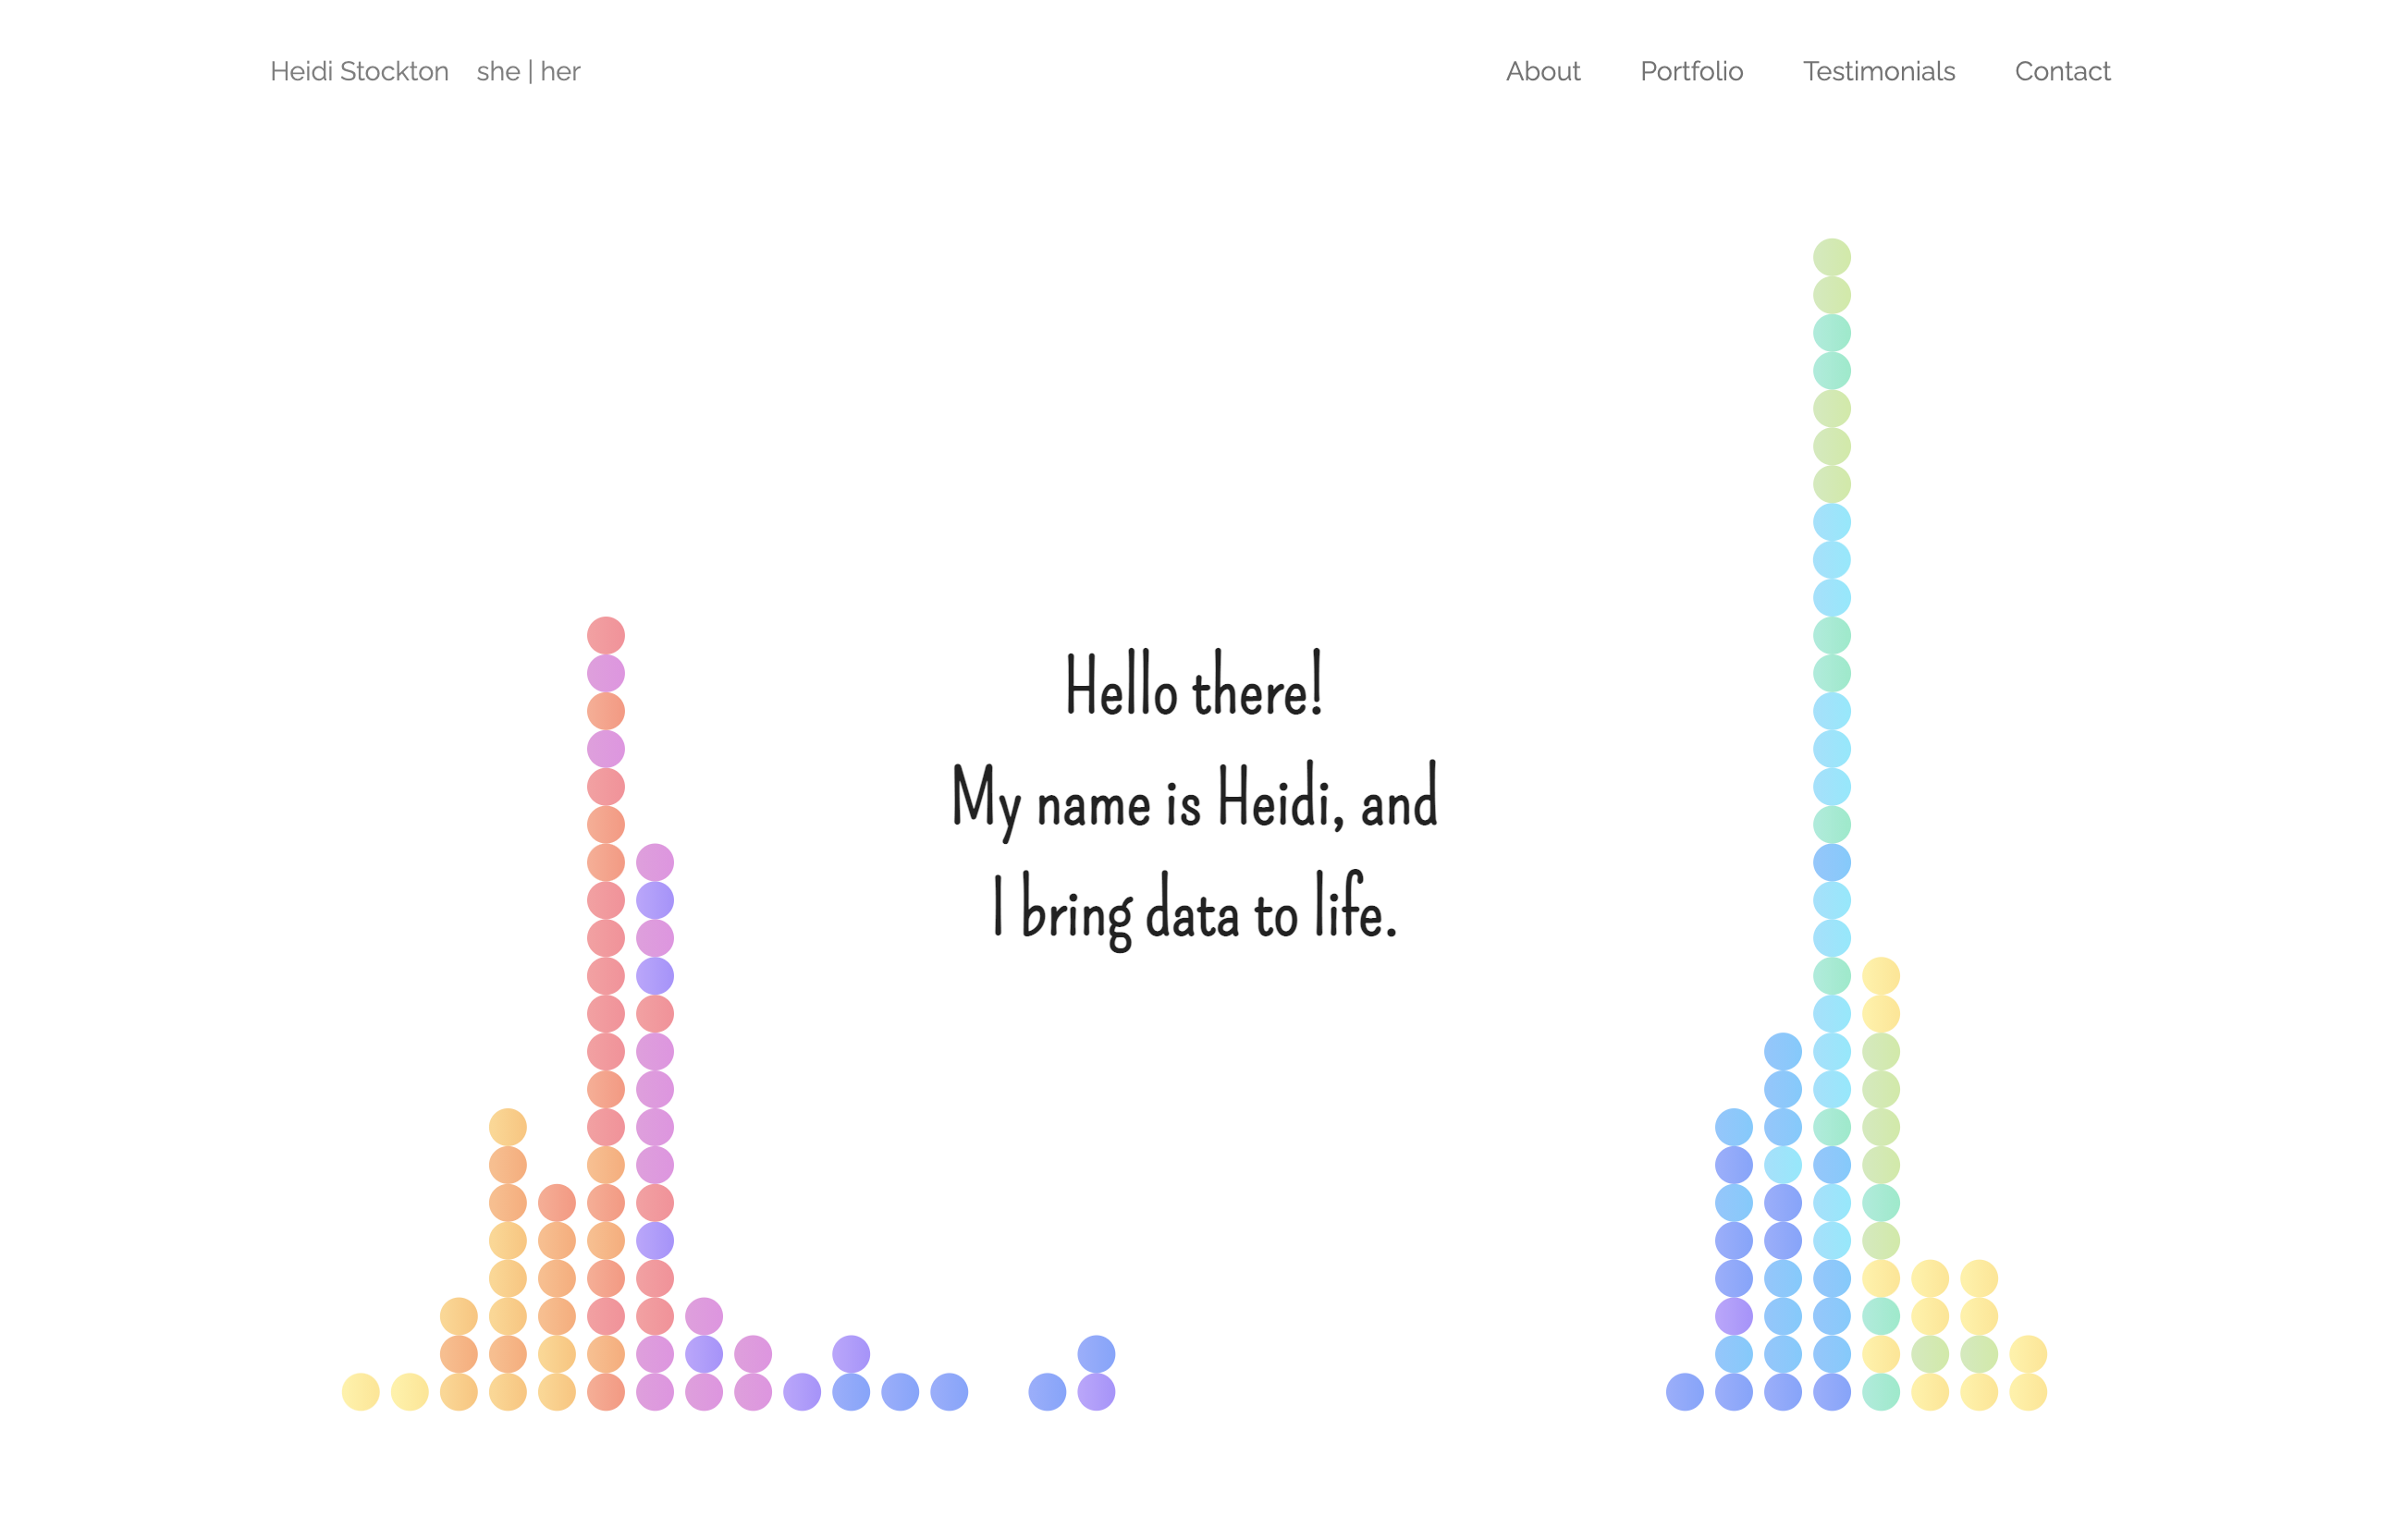 Heidi Stockton she | her
About Portfolio Testimonials Contact
Hello there!
My name is Heidi, and
I bring data to life.